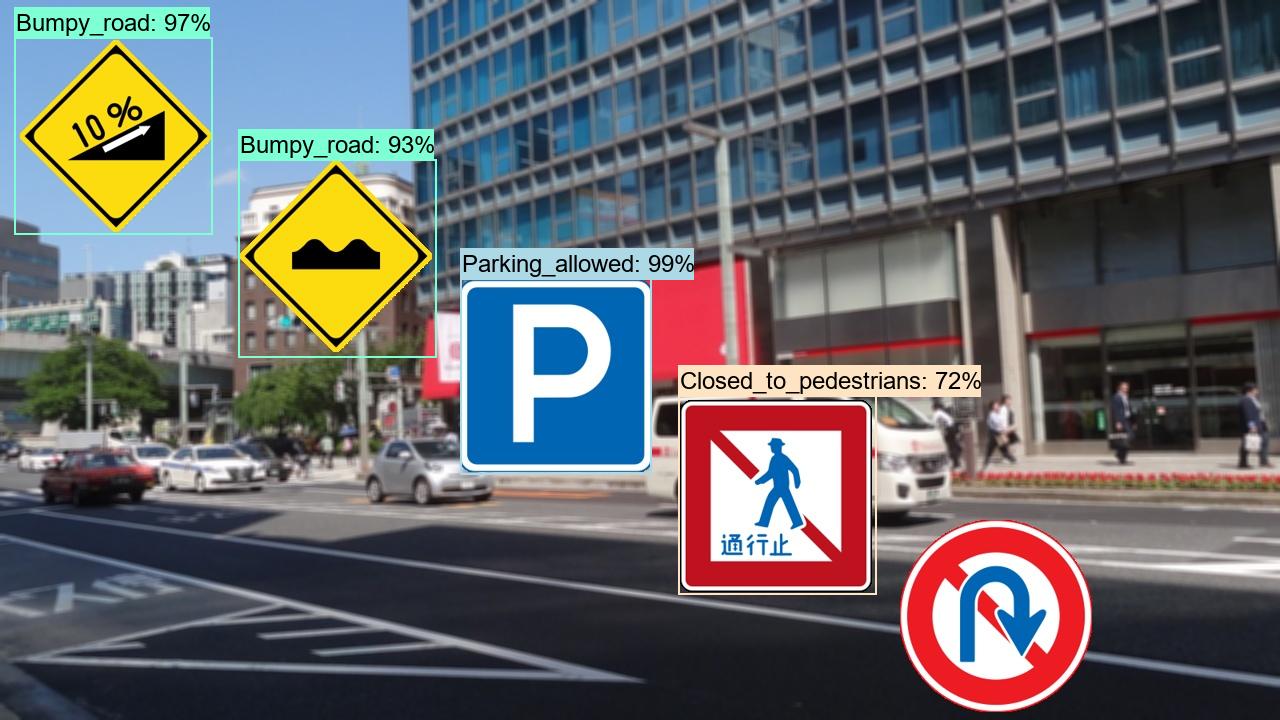 Bumpy_road: 97%
10%
Bumpy_road: 93%
Parking_allowed: 99%
P
Closed_to_pedestrians: 72%
通行止